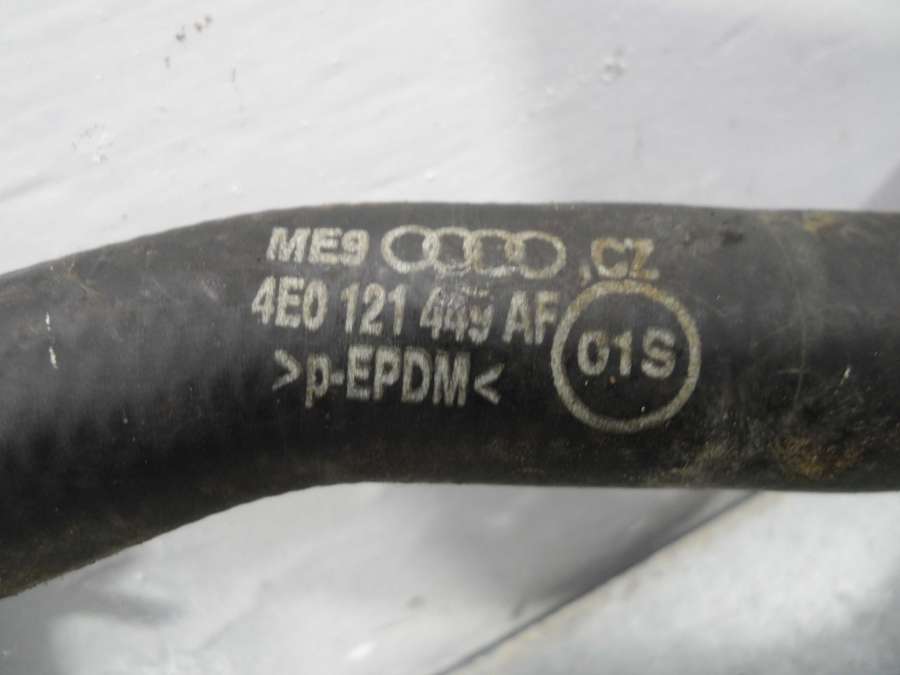 ME9 .CZ
4E0 121 449 AF
>p-EPDM<
01S